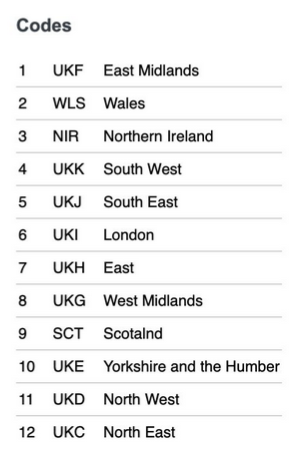 Codes
1 UKF East Midlands
2 WLS Wales
3 NIR Northern Ireland
4 UKK South West
5 UKJ South East
6 UKI London
7 UKH East
8 UKG West Midlands
9 SCT Scotalnd
10 UKE Yorkshire and the Humber
11 UKD North West
12 UKC North East